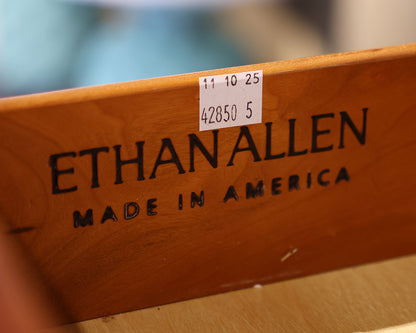 11 10 25
42850 5
ETHAN ALLEN
MADE IN AMERICA